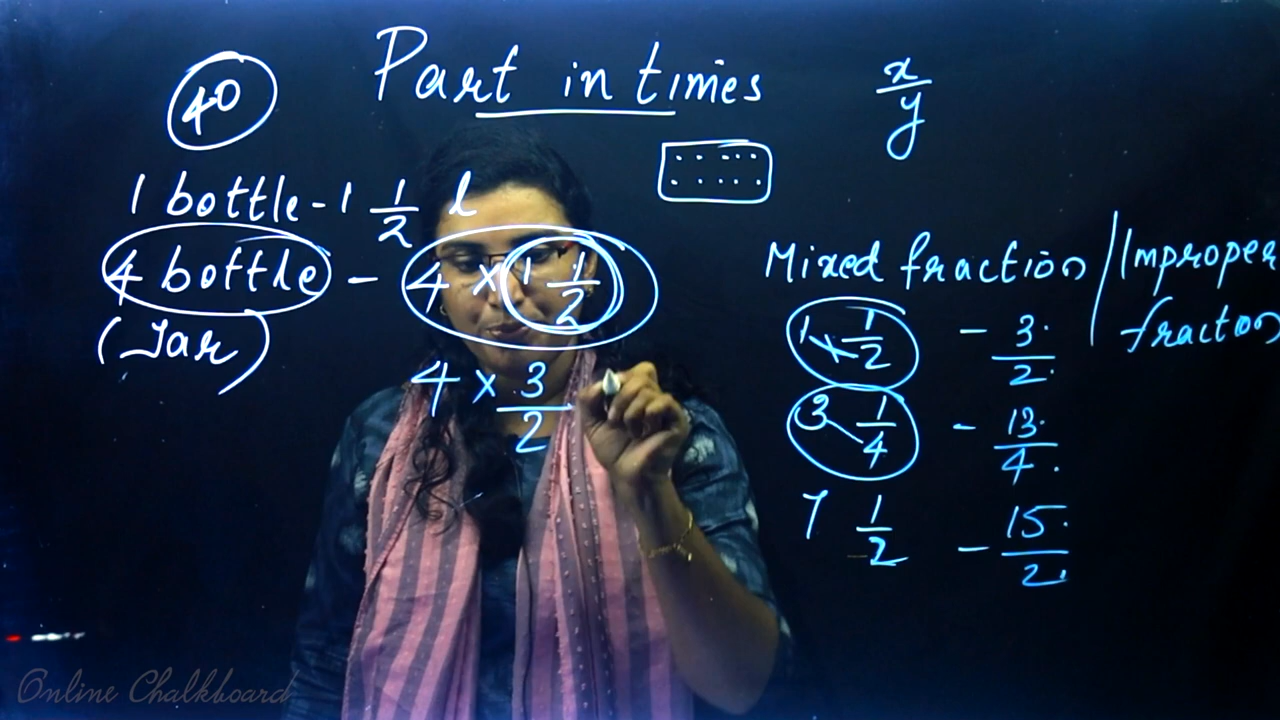 Part in times
40
x/y
1 bottle - 1 1/2 l
4 bottle - 4 x 1 1/2
(Jar)
4 x 3/2
Mixed fraction / Improper fraction
1 1/2 - 3/2
3 1/4 - 13/4
7 1/2 - 15/2
Online Chalkboard